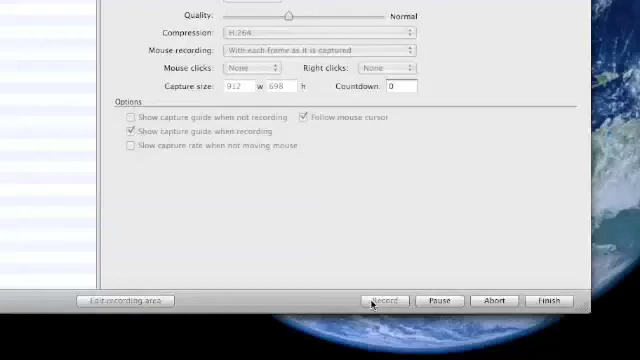 Quality: Normal
Compression: H.264
Mouse recording: With each frame as it is captured
Mouse clicks: None Right clicks: None
Capture size: 912 w 698 h Countdown: 0
Options
Show capture guide when not recording Follow mouse cursor
Show capture guide when recording
Slow capture rate when not moving mouse
Edit recording area Record Pause Abort Finish